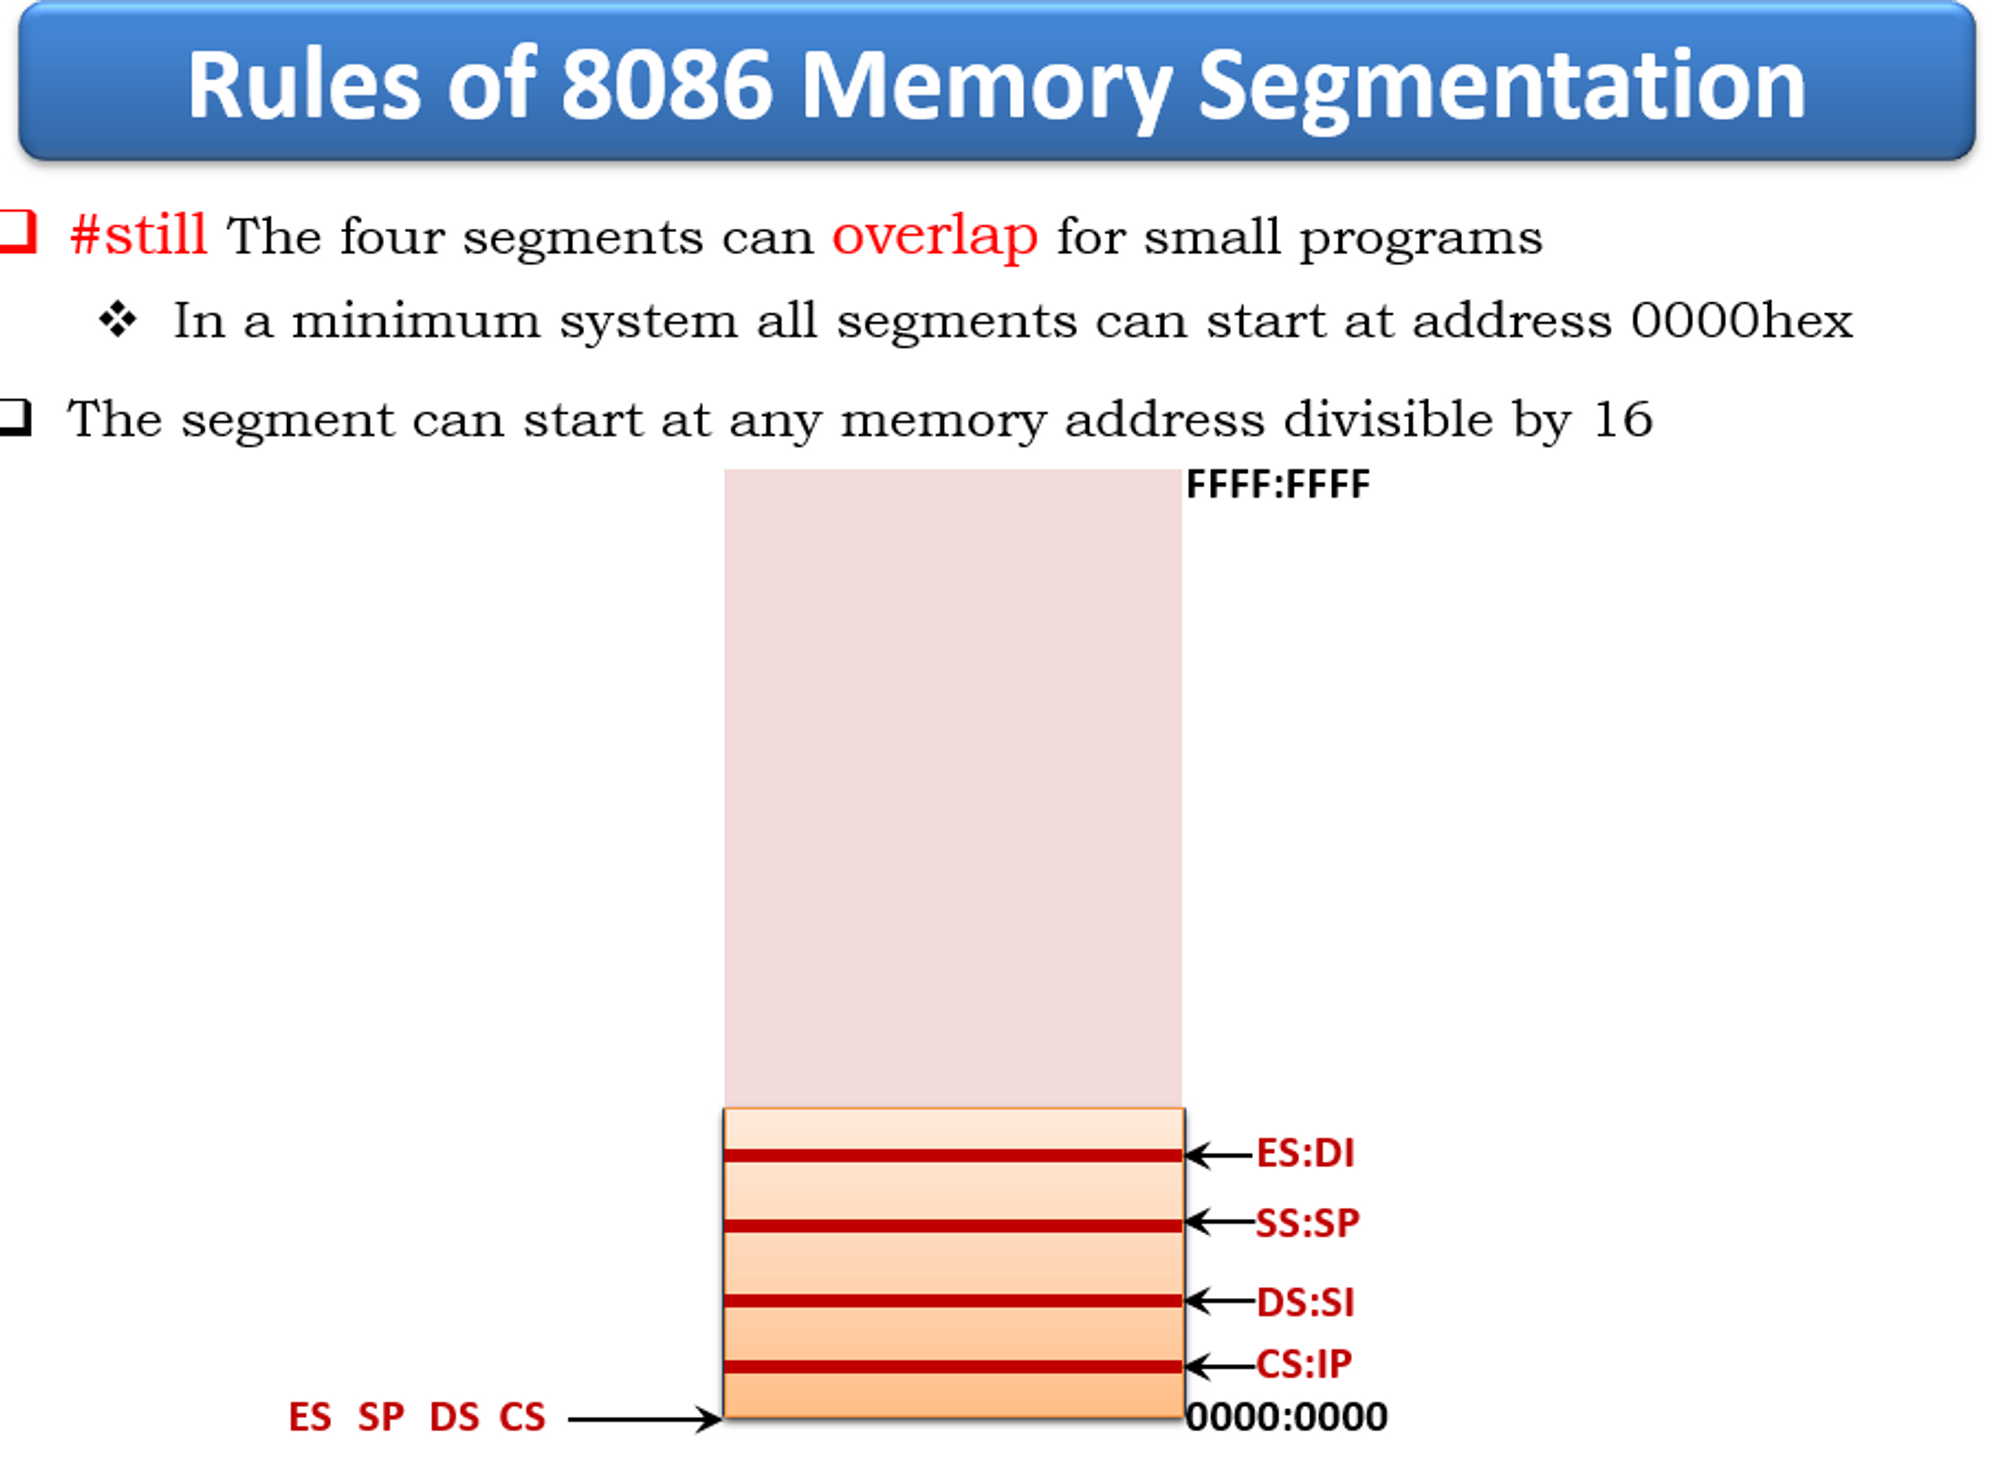 Rules of 8086 Memory Segmentation
#still The four segments can overlap for small programs
In a minimum system all segments can start at address 0000hex
The segment can start at any memory address divisible by 16
FFFF:FFFF
ES:DI
SS:SP
DS:SI
CS:IP
ES SP DS CS
0000:0000